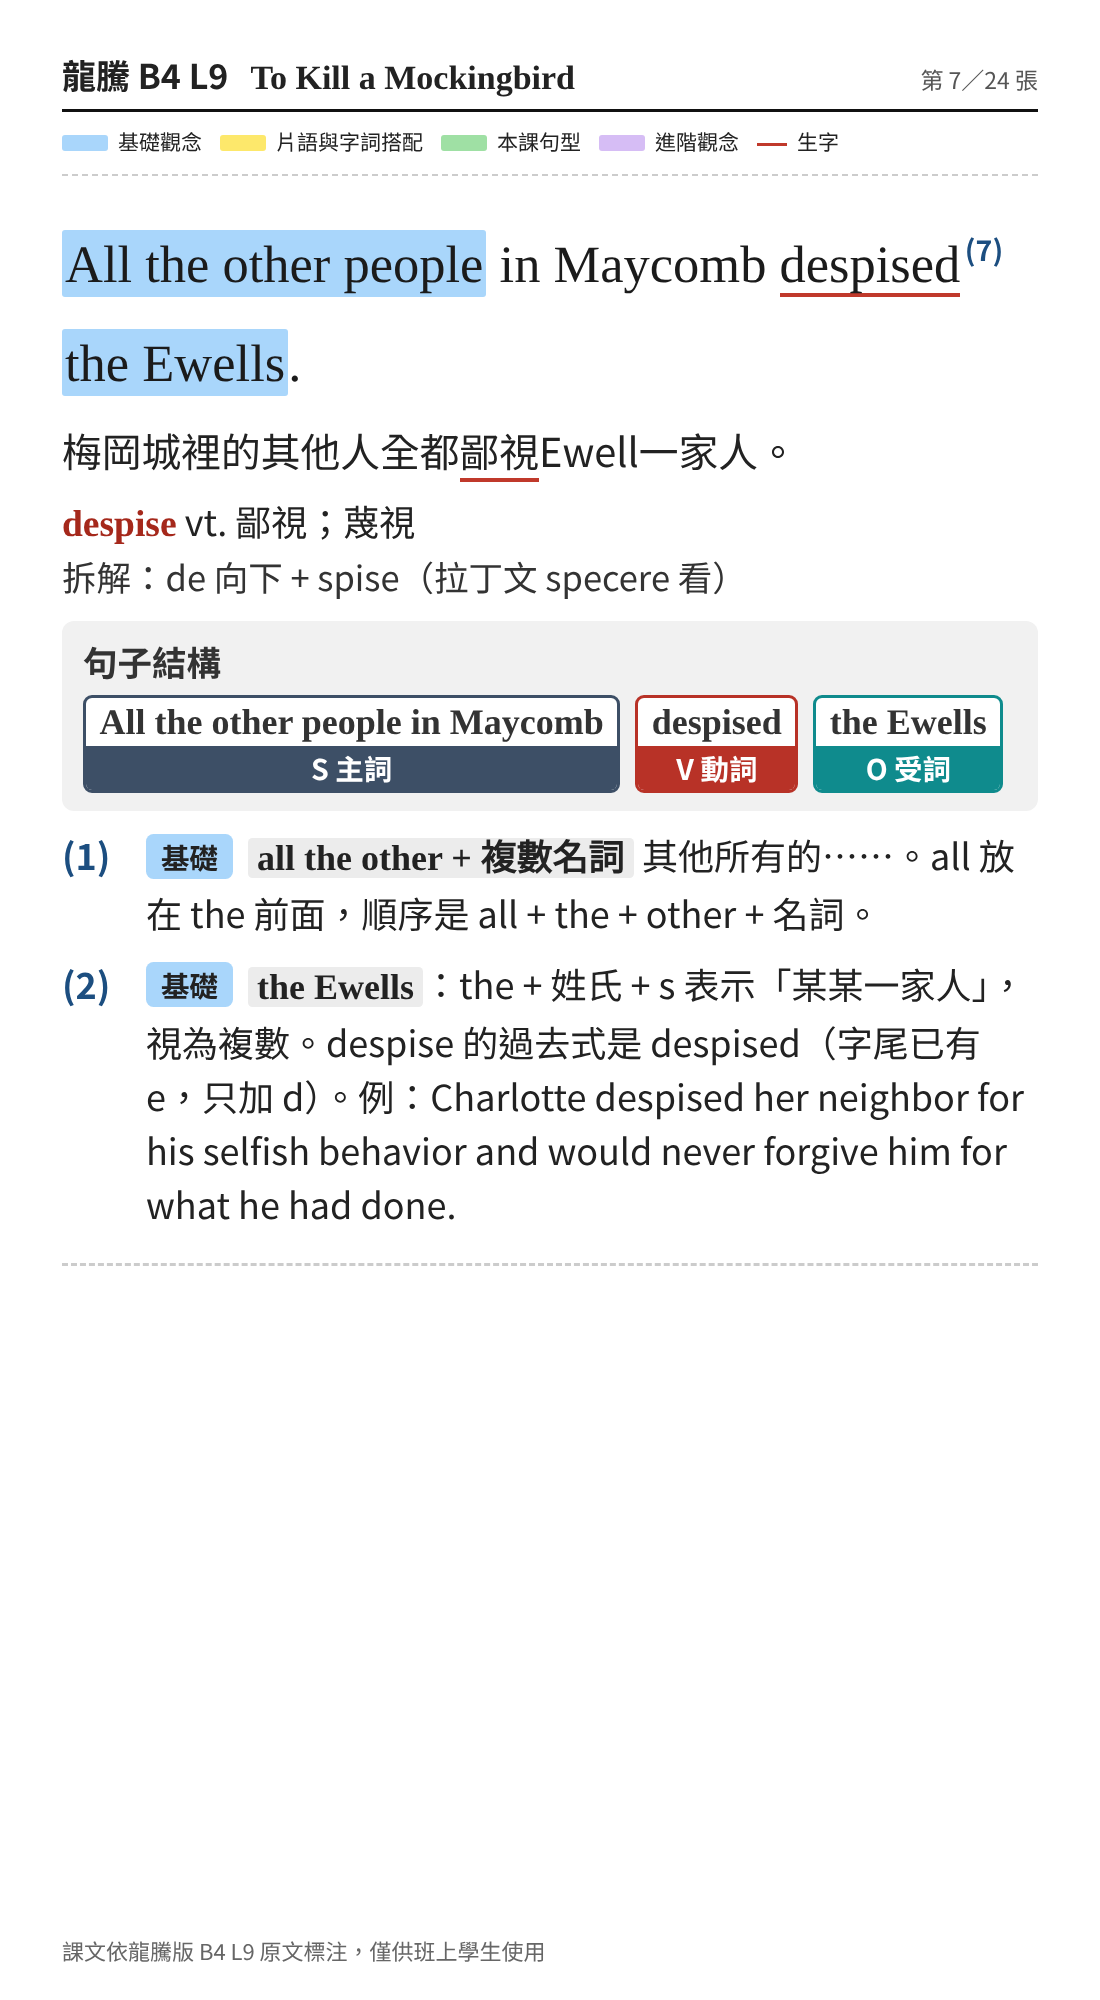 龍騰 B4 L9 To Kill a Mockingbird 第 7／24 張
基礎觀念 片語與字詞搭配 本課句型 進階觀念 生字
All the other people in Maycomb despised(7)
the Ewells.
梅岡城裡的其他人全都鄙視Ewell一家人。
despise vt. 鄙視；蔑視
拆解：de 向下 + spise（拉丁文 specere 看）
句子結構
All the other people in Maycomb despised the Ewells
S 主詞 V 動詞 O 受詞
(1) 基礎 all the other + 複數名詞 其他所有的⋯⋯。all 放
在 the 前面，順序是 all + the + other + 名詞。
(2) 基礎 the Ewells：the + 姓氏 + s 表示「某某一家人」，
視為複數。despise 的過去式是 despised（字尾已有
e，只加 d）。例：Charlotte despised her neighbor for
his selfish behavior and would never forgive him for
what he had done.
課文依龍騰版 B4 L9 原文標注，僅供班上學生使用